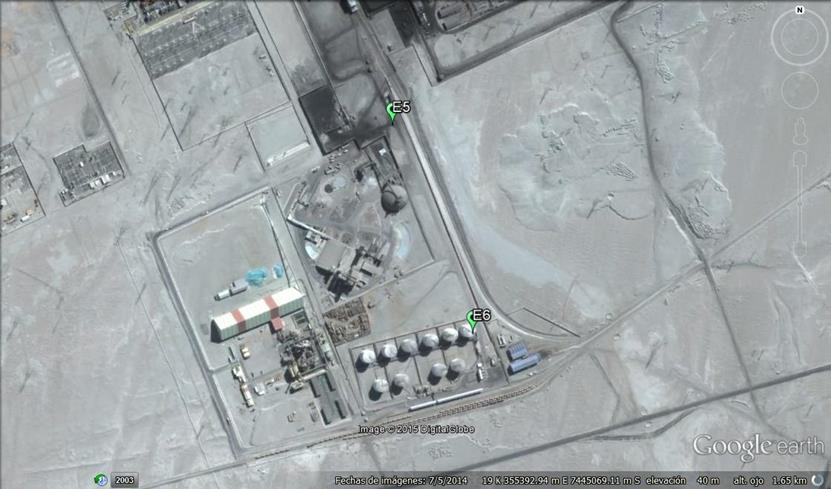 N
E5
E6
Image © 2015 DigitalGlobe
Google earth
2003
Fechas de imágenes: 7/5/2014 19 K 355392.94 m E 7445069.11 m S elevación 40 m alt. ojo 1.65 km